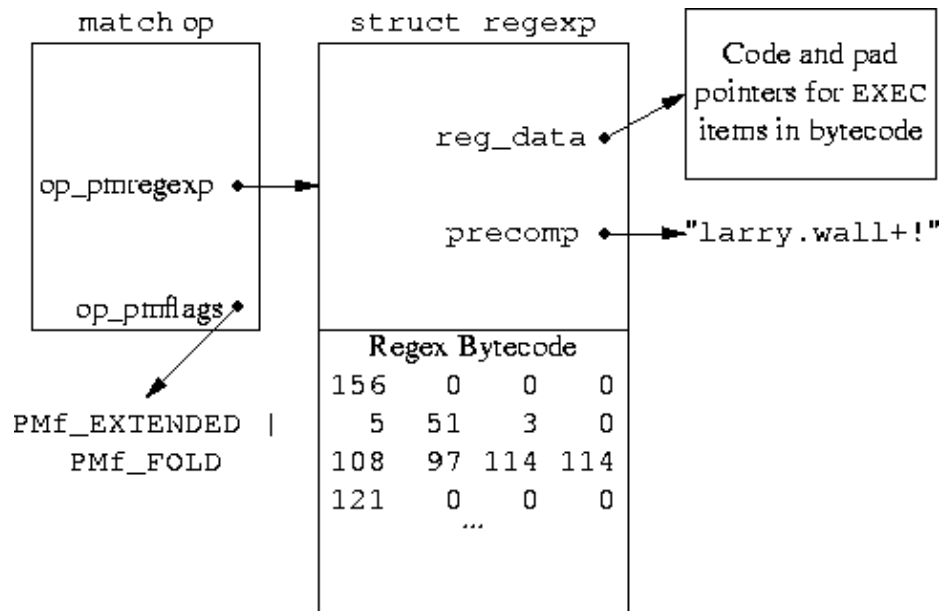 match op
struct regexp
Code and pad
pointers for EXEC
items in bytecode
reg_data
op_pmregexp
precomp
"larry.wall+!"
op_pmflags
Regex Bytecode
156 0 0 0
5 51 3 0
108 97 114 114
121 0 0 0
...
PMf_EXTENDED |
PMf_FOLD